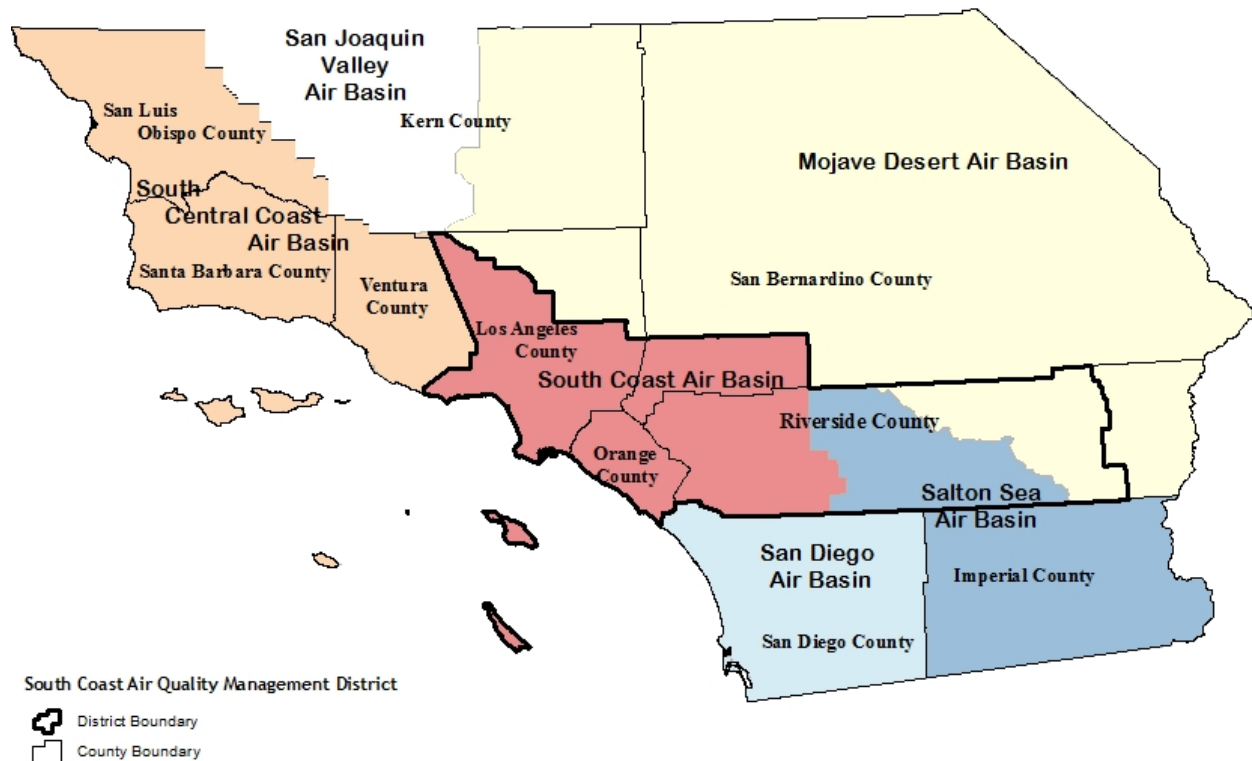 San Joaquin
Valley
Air Basin
Kern County
San Luis
Obispo County
Mojave Desert Air Basin
South
Central Coast
Air Basin
Santa Barbara County
Ventura
County
San Bernardino County
Los Angeles
County
South Coast Air Basin
Riverside County
Orange
County
Salton Sea
Air Basin
San Diego
Air Basin
Imperial County
San Diego County
South Coast Air Quality Management District
District Boundary
County Boundary